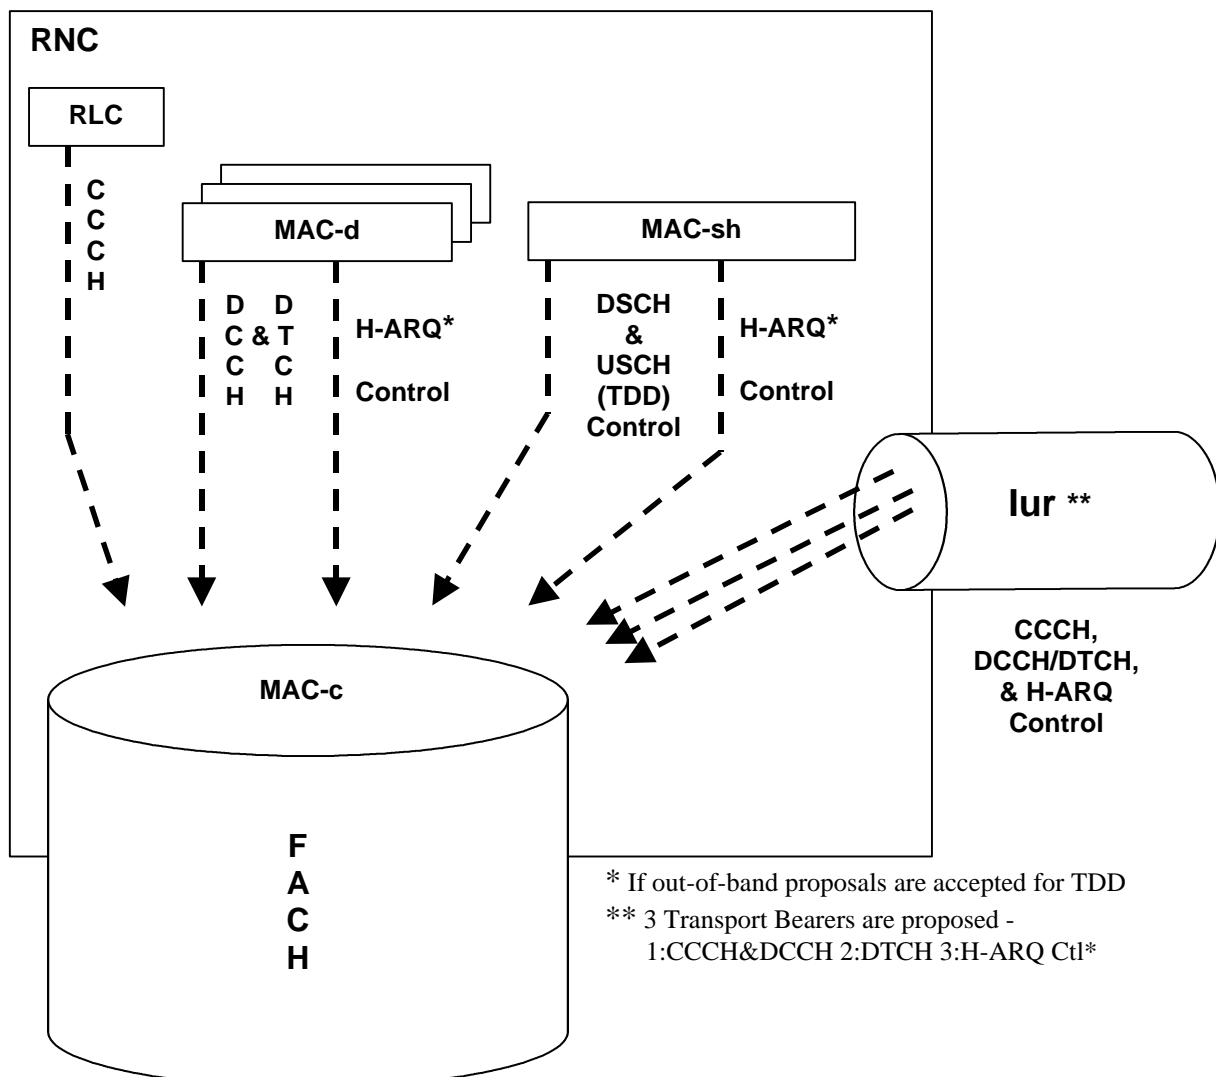 RNC
RLC
C
C
C
H
MAC-d
MAC-sh
D D
C & T
C C
H H
H-ARQ*
Control
DSCH
&
USCH
(TDD)
Control
H-ARQ*
Control
Iur **
CCCH,
DCCH/DTCH,
& H-ARQ
Control
MAC-c
F
A
C
H
* If out-of-band proposals are accepted for TDD
** 3 Transport Bearers are proposed -
1:CCCH&DCCH 2:DTCH 3:H-ARQ Ctl*